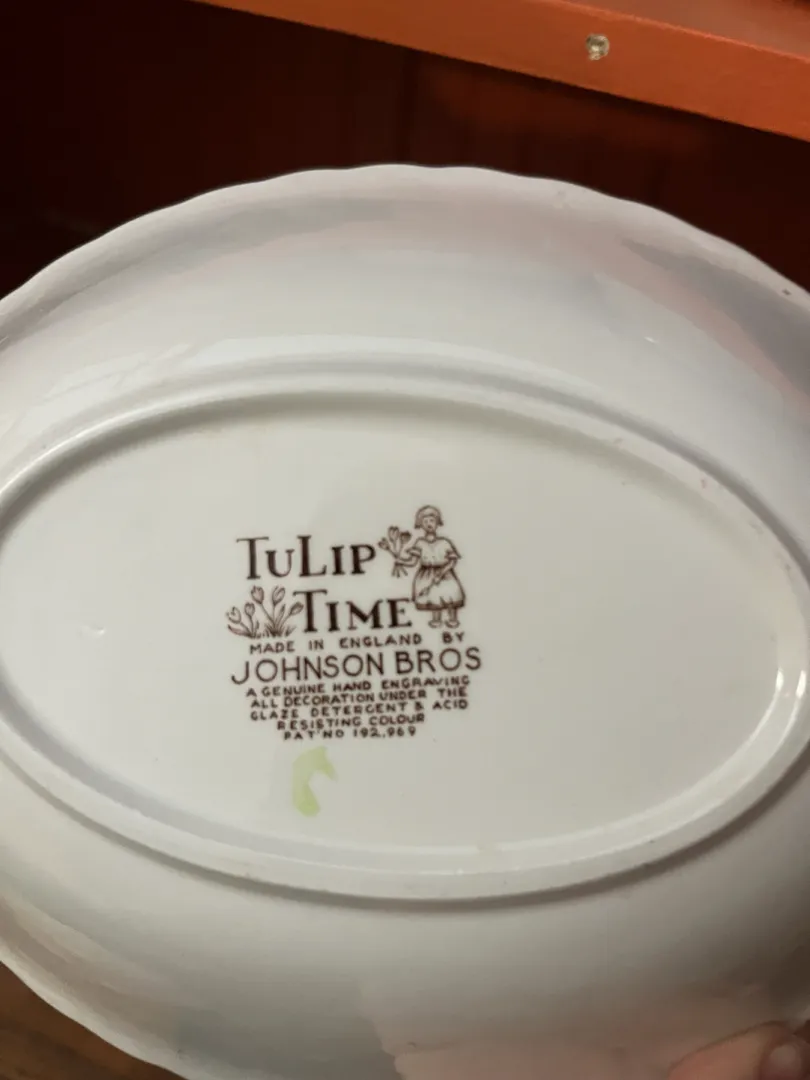 TULIP
TIME
MADE IN ENGLAND BY
JOHNSON BROS
A GENUINE HAND ENGRAVING
ALL DECORATION UNDER THE
GLAZE DETERGENT & ACID
RESISTING COLOUR
PAT'NO 192,969